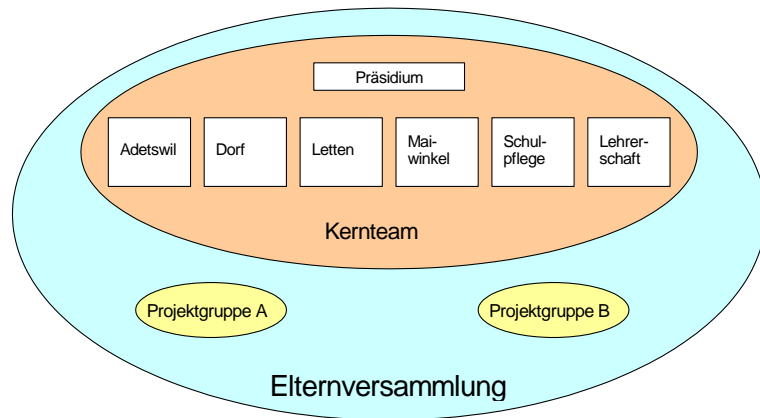 Präsidium
Adetswil
Dorf
Letten
Mai-
winkel
Schul-
pflege
Lehrer-
schaft
Kernteam
Projektgruppe A
Projektgruppe B
Elternversammlung